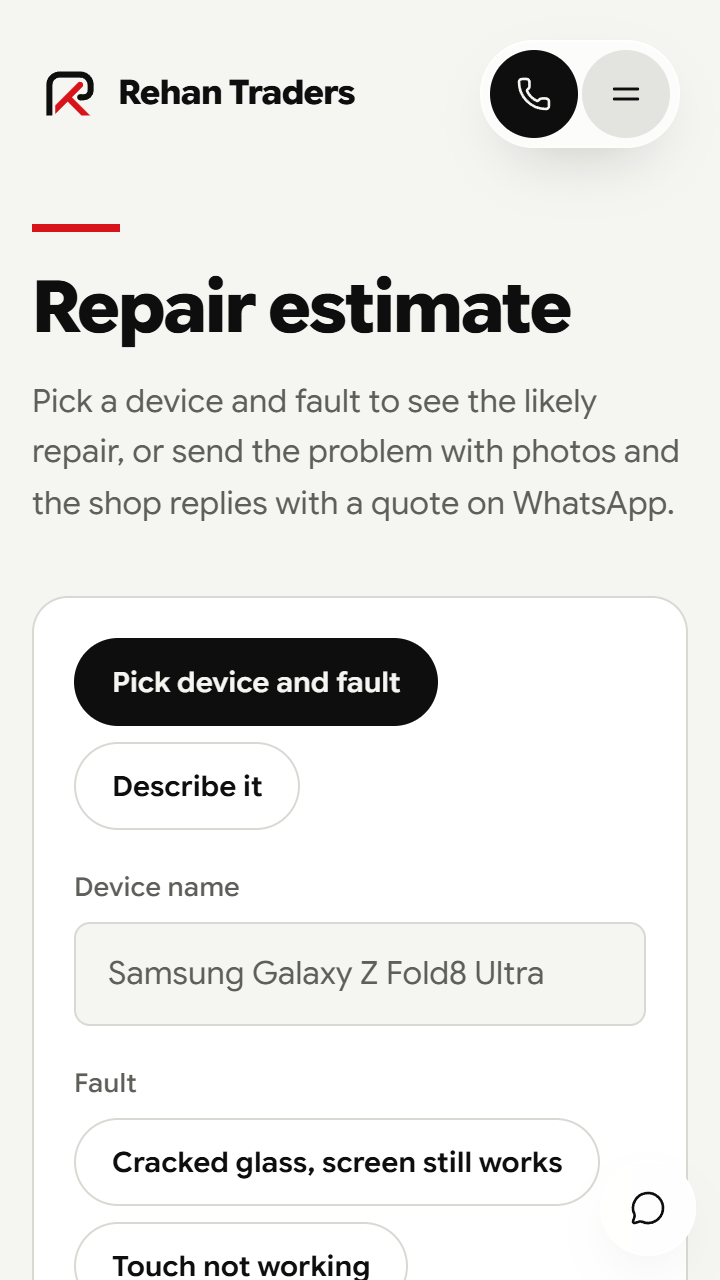 Rehan Traders
Repair estimate
Pick a device and fault to see the likely
repair, or send the problem with photos and
the shop replies with a quote on WhatsApp.
Pick device and fault
Describe it
Device name
Samsung Galaxy Z Fold8 Ultra
Fault
Cracked glass, screen still works
Touch not working